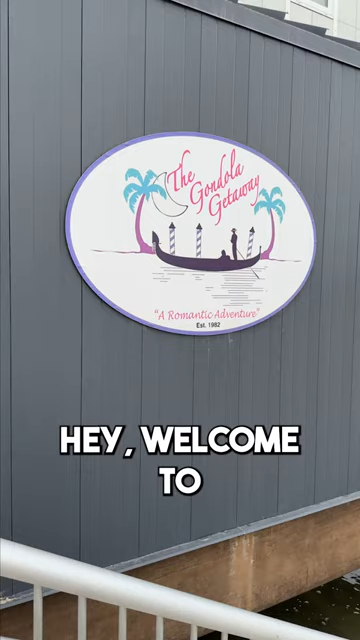 The
Gondola
Getaway
"A Romantic Adventure"
Est. 1982
HEY, WELCOME
TO